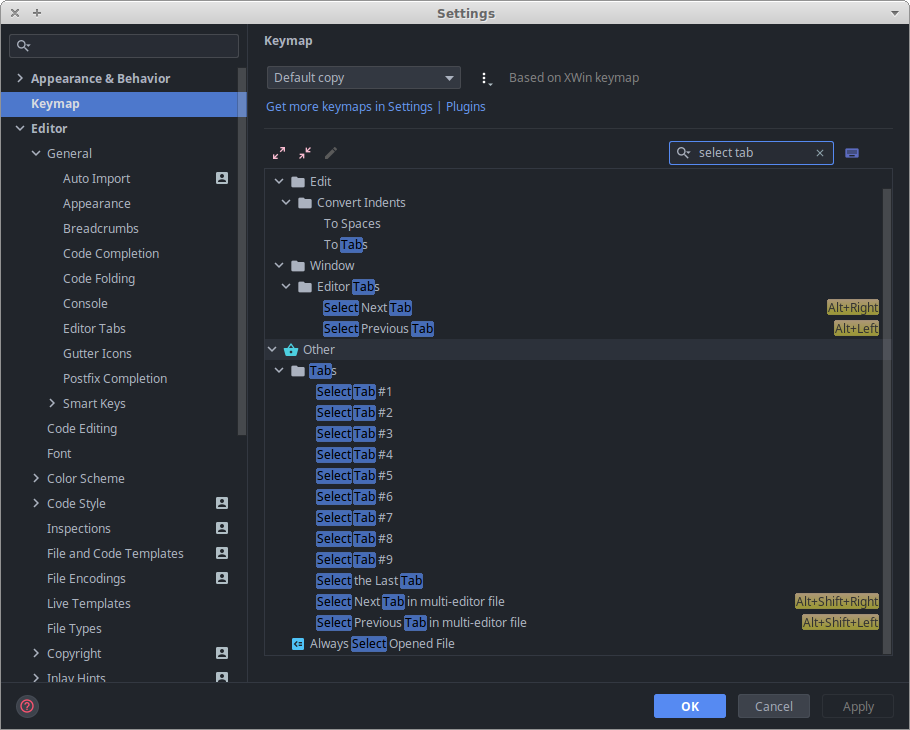 Settings
Appearance & Behavior
Keymap
Editor
General
Auto Import
Appearance
Breadcrumbs
Code Completion
Code Folding
Console
Editor Tabs
Gutter Icons
Postfix Completion
Smart Keys
Code Editing
Font
Color Scheme
Code Style
Inspections
File and Code Templates
File Encodings
Live Templates
File Types
Copyright
Inlay Hints
Keymap
Default copy
Based on XWin keymap
Get more keymaps in Settings | Plugins
select tab
Edit
Convert Indents
To Spaces
To Tabs
Window
Editor Tabs
Select Next Tab Alt+Right
Select Previous Tab Alt+Left
Other
Tabs
Select Tab #1
Select Tab #2
Select Tab #3
Select Tab #4
Select Tab #5
Select Tab #6
Select Tab #7
Select Tab #8
Select Tab #9
Select the Last Tab
Select Next Tab in multi-editor file Alt+Shift+Right
Select Previous Tab in multi-editor file Alt+Shift+Left
Always Select Opened File
OK Cancel Apply